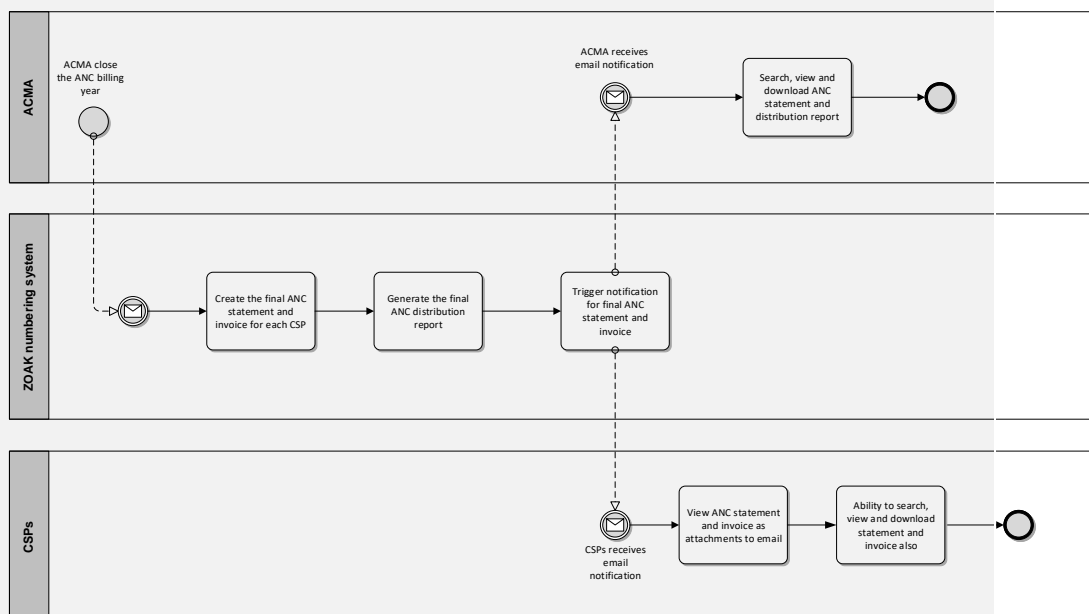 ACMA
ACMA close
the ANC billing
year
ACMA receives
email notification
Search, view and
download ANC
statement and
distribution report
ZOAK numbering system
Create the final ANC
statement and
invoice for each CSP
Generate the final
ANC distribution
report
Trigger notification
for final ANC
statement and
invoice
CSPs
CSPs receives
email
notification
View ANC statement
and invoice as
attachments to email
Ability to search,
view and download
statement and
invoice also